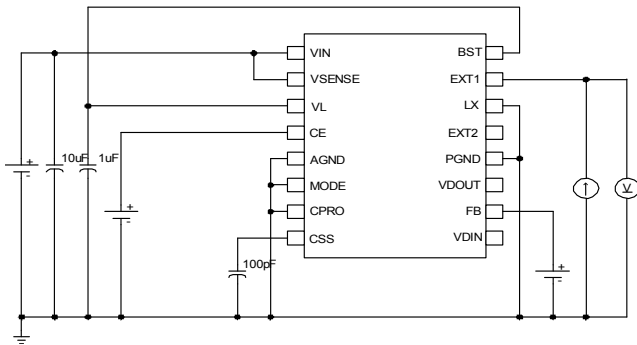 VIN
VSENSE
VL
CE
AGND
MODE
CPRO
CSS
BST
EXT1
LX
EXT2
PGND
VDOUT
FB
VDIN
+
-
10uF
1uF
+
-
100pF
+
-
V